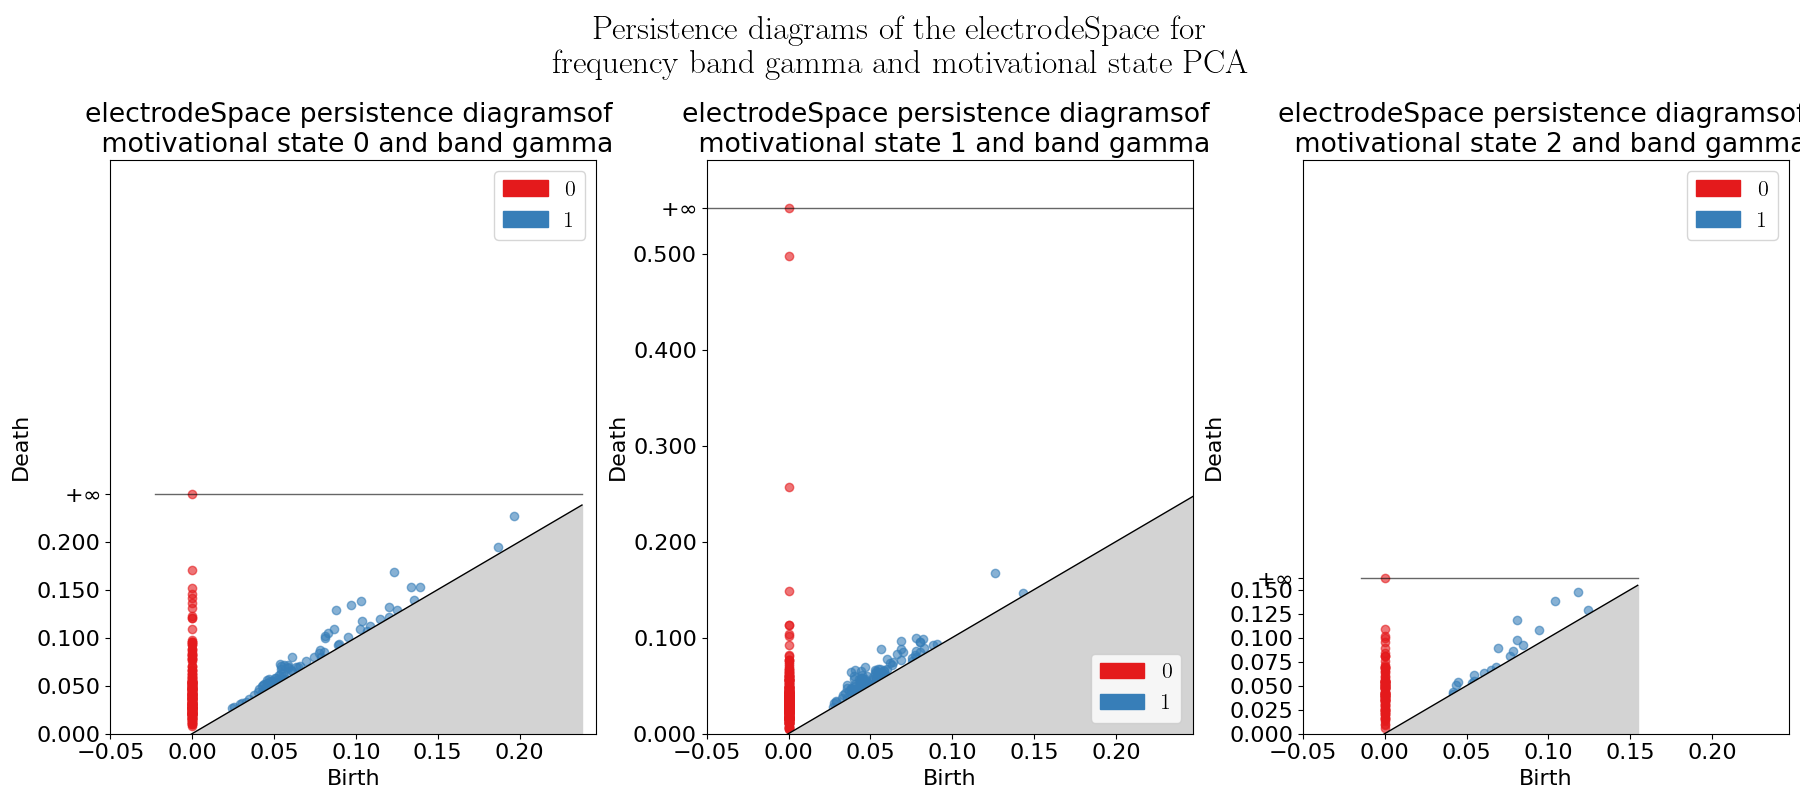 Persistence diagrams of the electrodeSpace for
frequency band gamma and motivational state PCA
electrodeSpace persistence diagramsof
motivational state 0 and band gamma
0
1
Death
+∞
0.200
0.150
0.100
0.050
0.000
−0.05 0.00 0.05 0.10 0.15 0.20
Birth
electrodeSpace persistence diagramsof
motivational state 1 and band gamma
Death
+∞
0.500
0.400
0.300
0.200
0.100
0.000
0
1
−0.05 0.00 0.05 0.10 0.15 0.20
Birth
electrodeSpace persistence diagramsof
motivational state 2 and band gamma
0
1
Death
+∞
0.150
0.125
0.100
0.075
0.050
0.025
0.000
−0.05 0.00 0.05 0.10 0.15 0.20
Birth